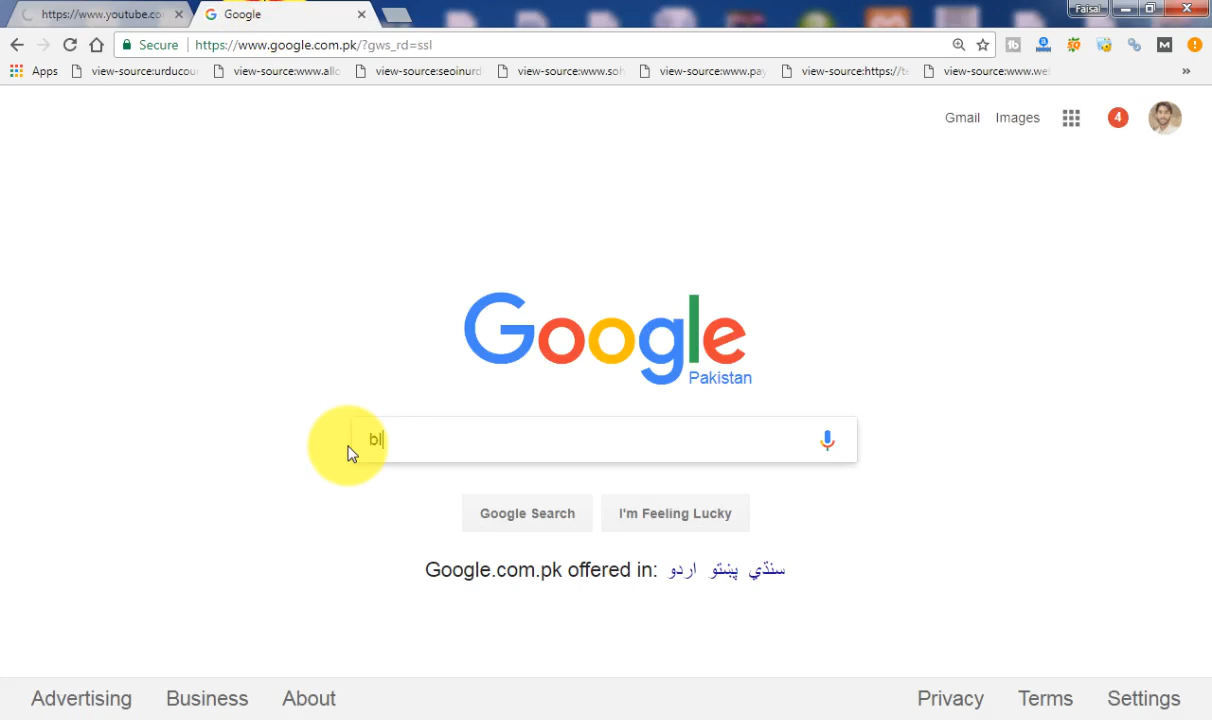 https://www.youtube.co
Google
Faisal
Secure
https://www.google.com.pk/?gws_rd=ssl
Apps
view-source:urducou
view-source:www.allc
view-source:seoinurd
view-source:www.soh
view-source:www.pay
view-source:https://te
view-source:www.we
»
Gmail
Images
4
Google
Pakistan
bl
Google Search
I'm Feeling Lucky
Google.com.pk offered in: اردو پښتو سنڌي
Advertising
Business
About
Privacy
Terms
Settings